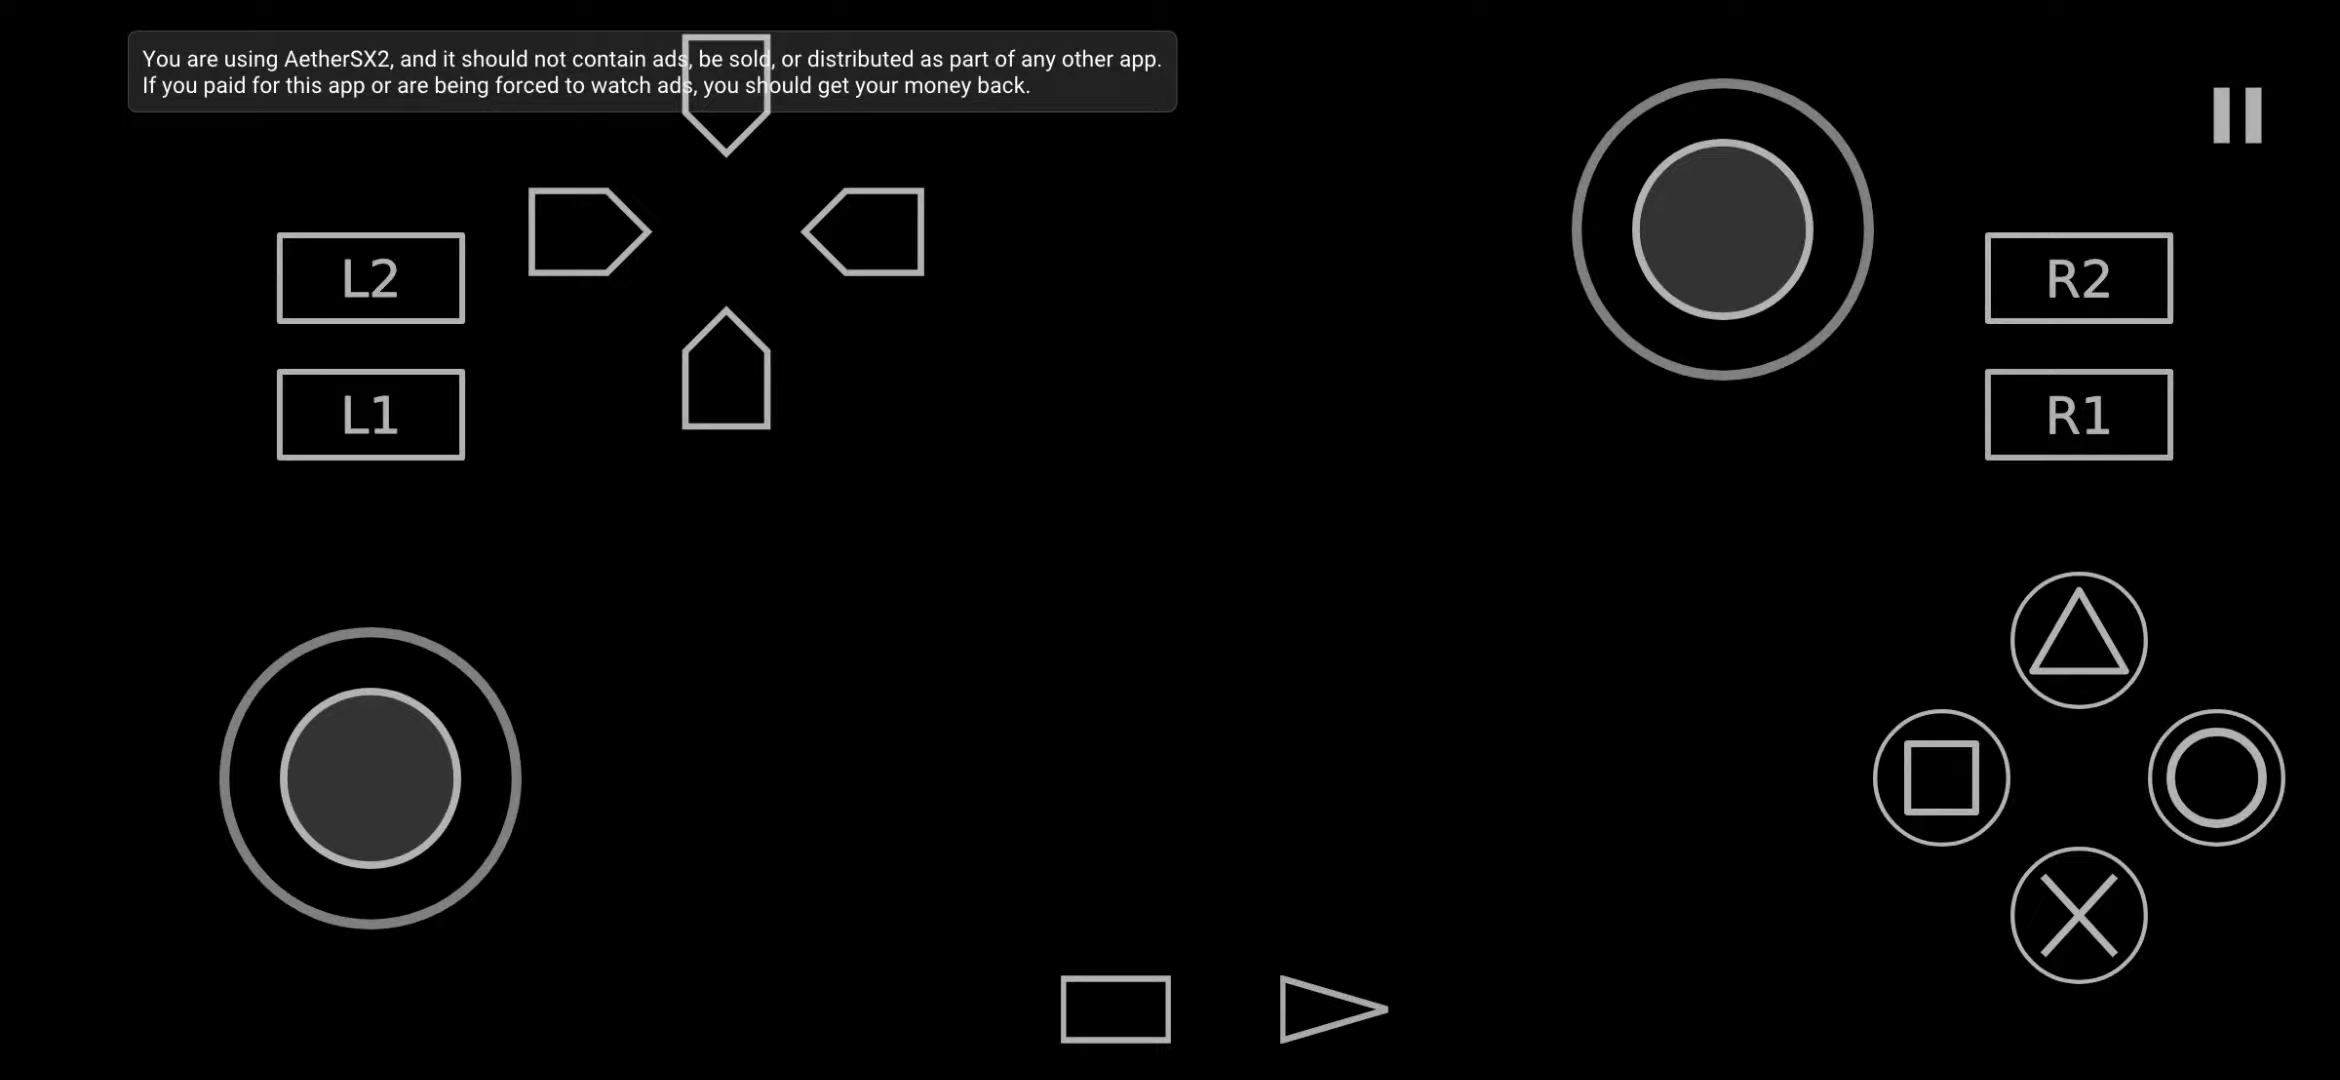 You are using AetherSX2, and it should not contain ads, be sold, or distributed as part of any other app.
If you paid for this app or are being forced to watch ads, you should get your money back.
L2
R2
L1
R1